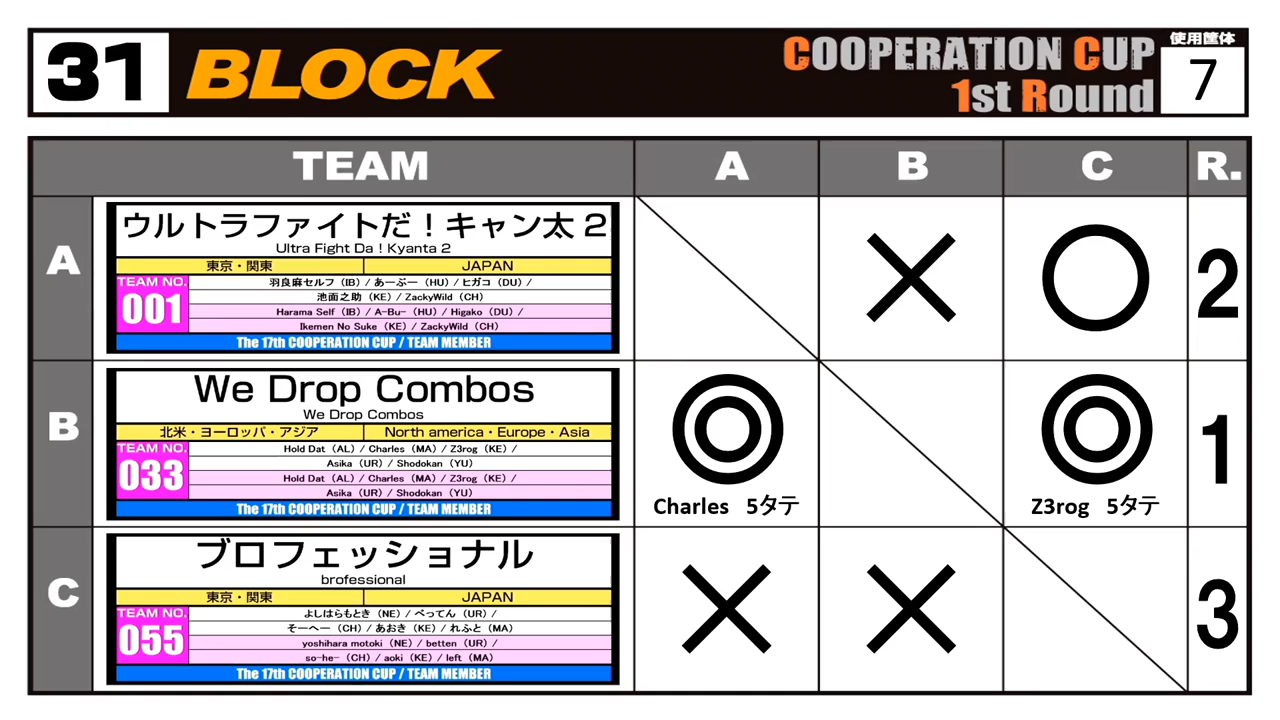 31 BLOCK
COOPERATION CUP
1st Round
使用筐体
7
TEAM A B C R.
A
ウルトラファイトだ！キャン太２
Ultra Fight Da ! Kyanta 2
東京・関東 JAPAN
TEAM NO.
001
羽良麻セルフ（IB）/ あーぶー（HU）/ ヒガコ（DU）/
池面之助（KE）/ ZackyWild（CH）
Harama Self（IB）/ A-Bu-（HU）/ Higako（DU）/
Ikemen No Suke（KE）/ ZackyWild（CH）
The 17th COOPERATION CUP / TEAM MEMBER
2
B
We Drop Combos
We Drop Combos
北米・ヨーロッパ・アジア North america・Europe・Asia
TEAM NO.
033
Hold Dat（AL）/ Charles（MA）/ Z3rog（KE）/
Asika（UR）/ Shodokan（YU）
Hold Dat（AL）/ Charles（MA）/ Z3rog（KE）/
Asika（UR）/ Shodokan（YU）
The 17th COOPERATION CUP / TEAM MEMBER
Charles 5タテ
Z3rog 5タテ
1
C
ブロフェッショナル
brofessional
東京・関東 JAPAN
TEAM NO.
055
よしはらもとき（NE）/ べってん（UR）/
そーへー（CH）/ あおき（KE）/ れふと（MA）
yoshihara motoki（NE）/ betten（UR）/
so-he-（CH）/ aoki（KE）/ left（MA）
The 17th COOPERATION CUP / TEAM MEMBER
3